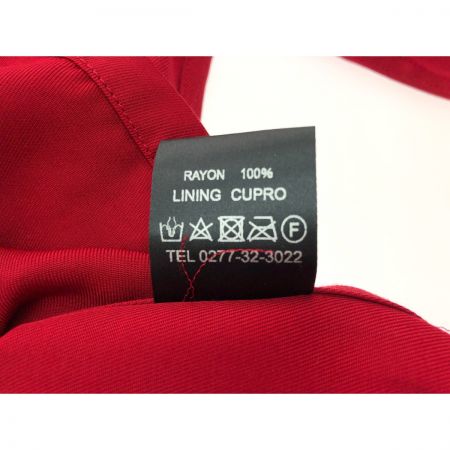 RAYON 100%
LINING CUPRO
F
TEL 0277-32-3022